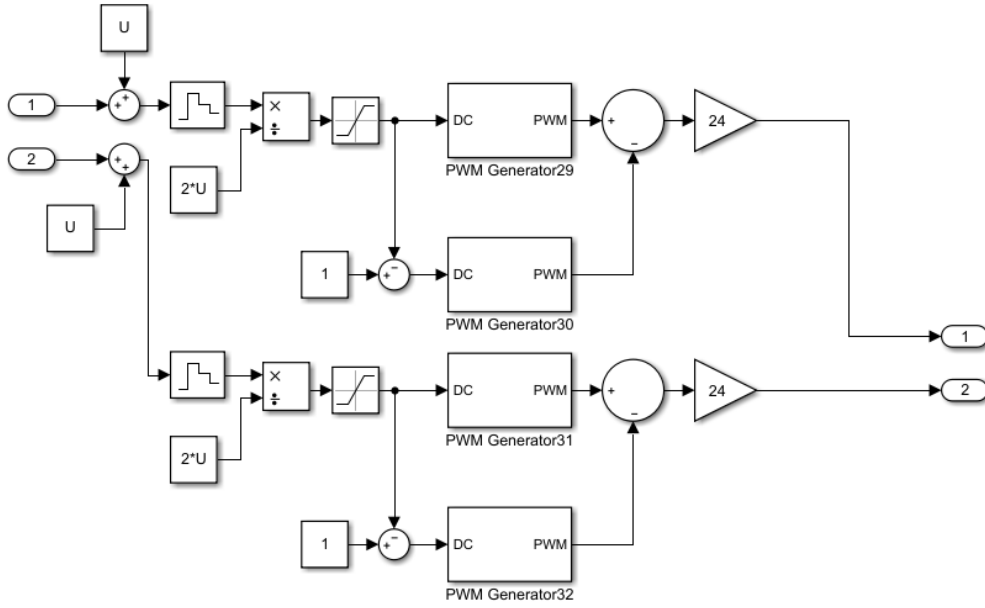 U
1
+
+
×
÷
DC PWM
+
−
24
PWM Generator29
2
+
+
2*U
U
1
+
−
DC PWM
PWM Generator30
1
×
÷
DC PWM
+
−
24
2
PWM Generator31
2*U
1
+
−
DC PWM
PWM Generator32